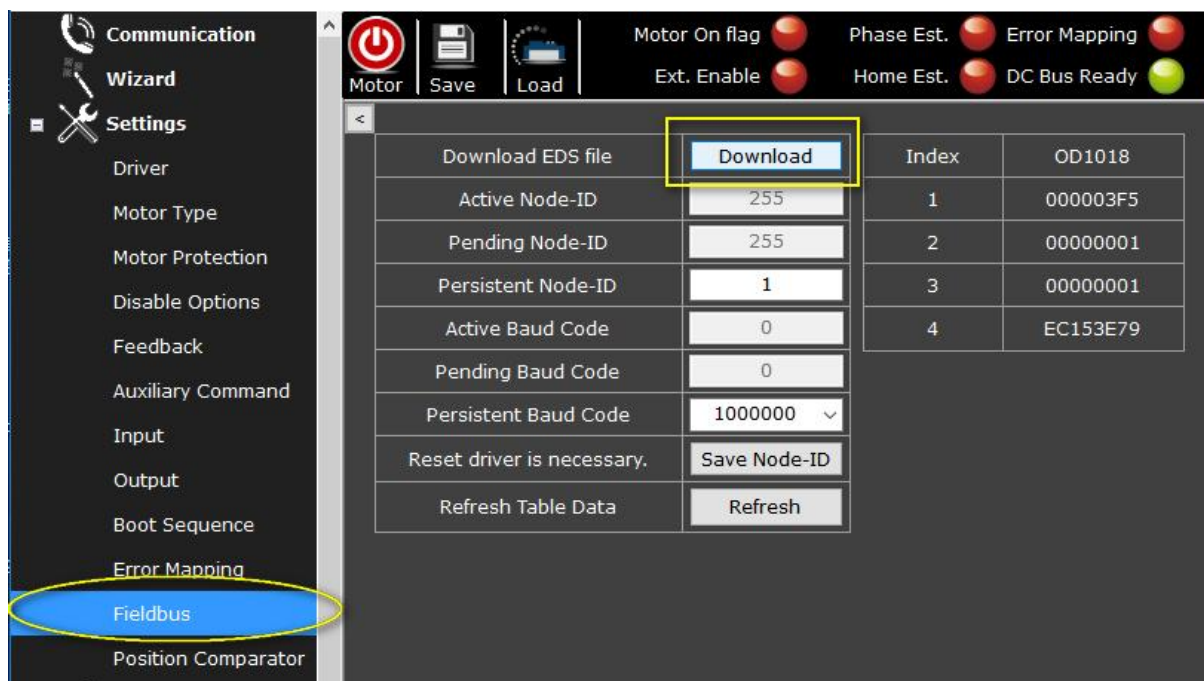 Communication
Wizard
Settings
Driver
Motor Type
Motor Protection
Disable Options
Feedback
Auxiliary Command
Input
Output
Boot Sequence
Error Mapping
Fieldbus
Position Comparator
Motor Save Load
Motor On flag Phase Est. Error Mapping
Ext. Enable Home Est. DC Bus Ready
<
Download EDS file Download
Active Node-ID 255
Pending Node-ID 255
Persistent Node-ID 1
Active Baud Code 0
Pending Baud Code 0
Persistent Baud Code 1000000
Reset driver is necessary. Save Node-ID
Refresh Table Data Refresh
Index OD1018
1 000003F5
2 00000001
3 00000001
4 EC153E79